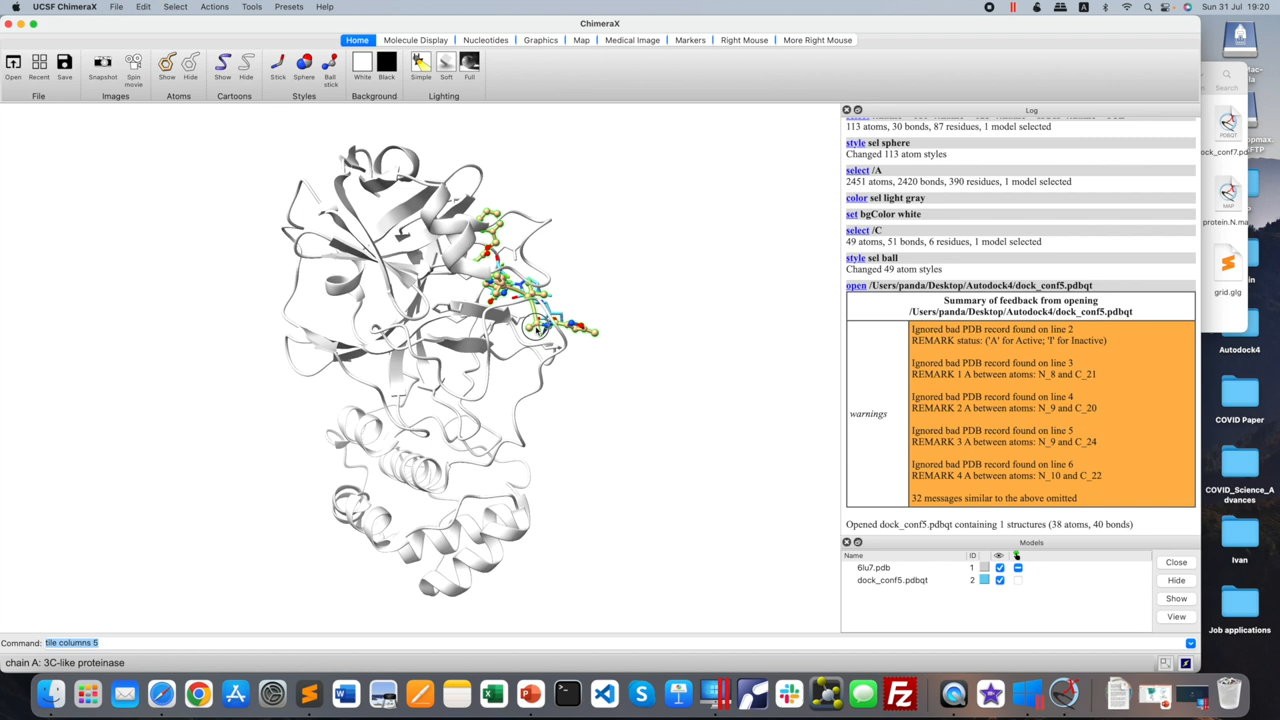 UCSF ChimeraX File Edit Select Actions Tools Presets Help
Sun 31 Jul 19:20
ChimeraX
Home Molecule Display Nucleotides Graphics Map Medical Image Markers Right Mouse More Right Mouse
Open Recent Save Snapshot Spin movie Show Hide Show Hide Stick Sphere Ball stick White Black Simple Soft Full
File Images Atoms Cartoons Styles Background Lighting
Log
113 atoms, 30 bonds, 87 residues, 1 model selected
style sel sphere
Changed 113 atom styles
select /A
2451 atoms, 2420 bonds, 390 residues, 1 model selected
color sel light gray
set bgColor white
select /C
49 atoms, 51 bonds, 6 residues, 1 model selected
style sel ball
Changed 49 atom styles
open /Users/panda/Desktop/Autodock4/dock_conf5.pdbqt
Summary of feedback from opening
/Users/panda/Desktop/Autodock4/dock_conf5.pdbqt
warnings
Ignored bad PDB record found on line 2
REMARK status: ('A' for Active; 'I' for Inactive)
Ignored bad PDB record found on line 3
REMARK 1 A between atoms: N_8 and C_21
Ignored bad PDB record found on line 4
REMARK 2 A between atoms: N_9 and C_20
Ignored bad PDB record found on line 5
REMARK 3 A between atoms: N_9 and C_24
Ignored bad PDB record found on line 6
REMARK 4 A between atoms: N_10 and C_22
32 messages similar to the above omitted
Opened dock_conf5.pdbqt containing 1 structures (38 atoms, 40 bonds)
Models
Name ID
6lu7.pdb 1
dock_conf5.pdbqt 2
Close
Hide
Show
View
Command: tile columns 5
chain A: 3C-like proteinase
Search
PDBQT
ock_conf7.pd
MAP
protein.N.ma
grid.glg
Autodock4
COVID Paper
COVID_Science_A
dvances
Ivan
Job applications